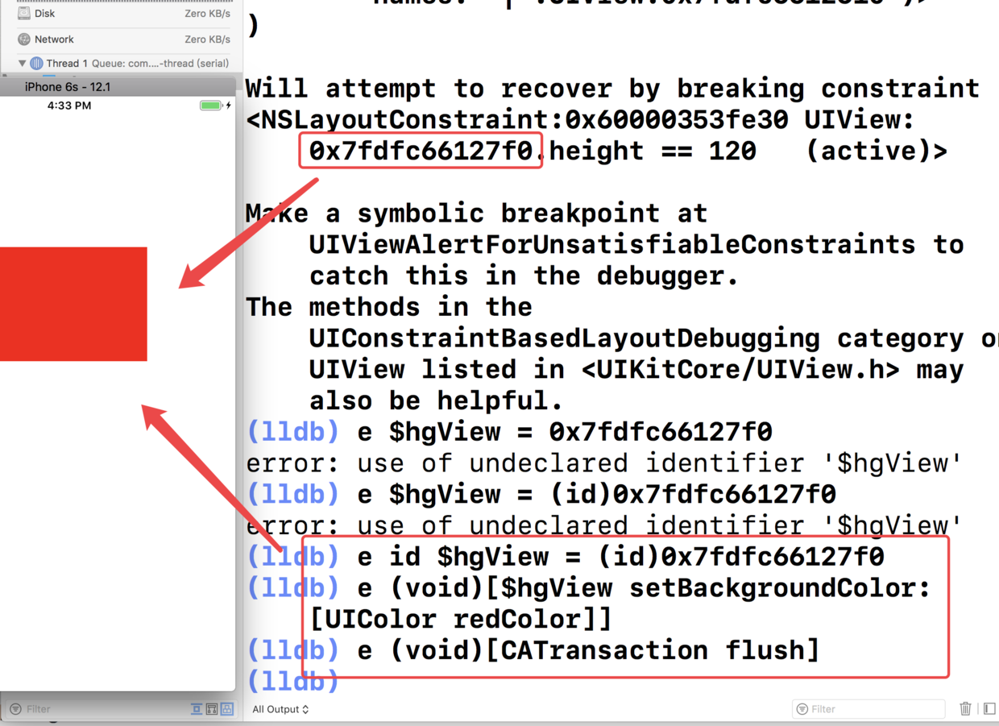 Disk Zero KB/s
Network Zero KB/s
Thread 1 Queue: com....-thread (serial)
iPhone 6s - 12.1
4:33 PM
Filter
)
Will attempt to recover by breaking constraint
<NSLayoutConstraint:0x60000353fe30 UIView:
0x7fdfc66127f0.height == 120 (active)>
Make a symbolic breakpoint at
UIViewAlertForUnsatisfiableConstraints to
catch this in the debugger.
The methods in the
UIConstraintBasedLayoutDebugging category on
UIView listed in <UIKitCore/UIView.h> may
also be helpful.
(lldb) e $hgView = 0x7fdfc66127f0
error: use of undeclared identifier '$hgView'
(lldb) e $hgView = (id)0x7fdfc66127f0
error: use of undeclared identifier '$hgView'
(lldb) e id $hgView = (id)0x7fdfc66127f0
(lldb) e (void)[$hgView setBackgroundColor:
[UIColor redColor]]
(lldb) e (void)[CATransaction flush]
(lldb)
All Output
Filter